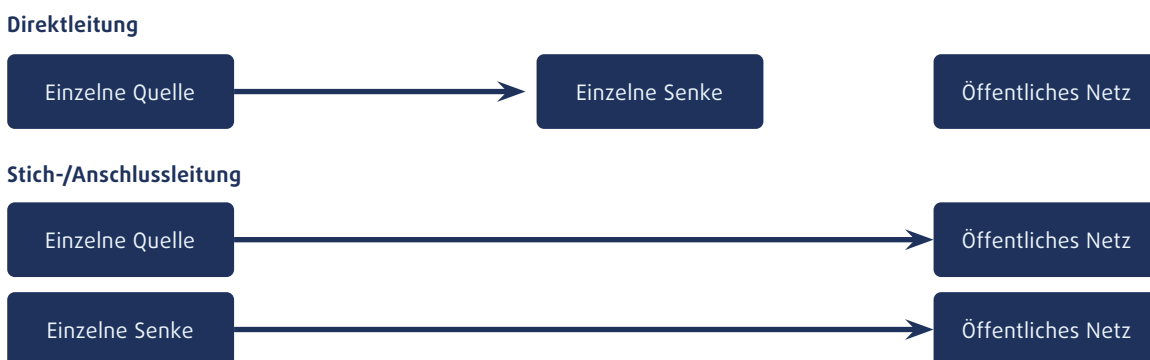 Direktleitung
Einzelne Quelle
Einzelne Senke
Öffentliches Netz
Stich-/Anschlussleitung
Einzelne Quelle
Öffentliches Netz
Einzelne Senke
Öffentliches Netz